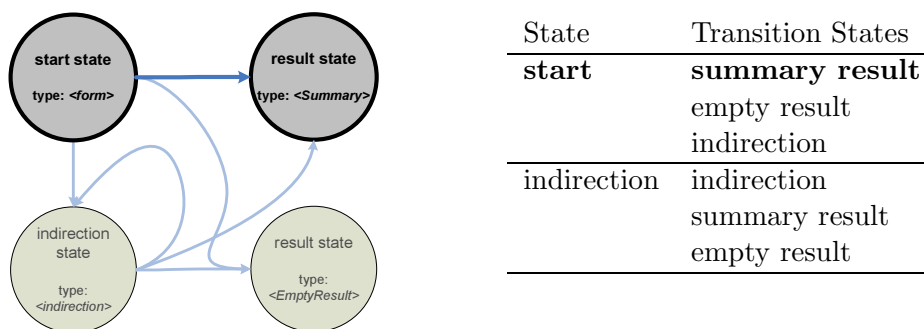 start state
type: <form>
result state
type: <Summary>
indirection
state
type:
<indirection>
result state
type:
<EmptyResult>
State Transition States
start summary result
empty result
indirection
indirection indirection
summary result
empty result